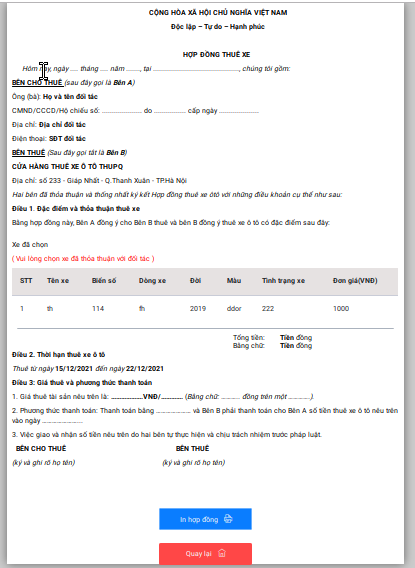 CỘNG HÒA XÃ HỘI CHỦ NGHĨA VIỆT NAM
Độc lập – Tự do – Hạnh phúc
HỢP ĐỒNG THUÊ XE
Hôm nay, ngày .... tháng .... năm ......., tại ........................................, chúng tôi gồm:
BÊN CHO THUÊ (sau đây gọi là Bên A)
Ông (bà): Họ và tên đối tác
CMND/CCCD/Hộ chiếu số: .................. do ............... cấp ngày ..................
Địa chỉ: Địa chỉ đối tác
Điện thoại: SĐT đối tác
BÊN THUÊ (Sau đây gọi tắt là Bên B)
CỬA HÀNG THUÊ XE Ô TÔ THUPQ
Địa chỉ: số 233 - Giáp Nhất - Q.Thanh Xuân - TP.Hà Nội
Hai bên đã thỏa thuận và thống nhất ký kết Hợp đồng thuê xe ôtô với những điều khoản cụ thể như sau:
Điều 1. Đặc điểm và thỏa thuận thuê xe
Bằng hợp đồng này, Bên A đồng ý cho Bên B thuê và bên B đồng ý thuê xe ô tô có đặc điểm sau đây:
Xe đã chọn
( Vui lòng chọn xe đã thỏa thuận với đối tác )
STT Tên xe Biển số Dòng xe Đời Màu Tình trạng xe Đơn giá(VNĐ)
1 th 114 fh 2019 ddor 222 1000
Tổng tiền: Tiền đồng
Bằng chữ: Tiền đồng
Điều 2. Thời hạn thuê xe ô tô
Thuê từ ngày 15/12/2021 đến ngày 22/12/2021
Điều 3: Giá thuê và phương thức thanh toán
1. Giá thuê tài sản nêu trên là: ...............VNĐ/........... (Bằng chữ: ......... đồng trên một ..........)
2. Phương thức thanh toán: Thanh toán bằng ................ và Bên B phải thanh toán cho Bên A số tiền thuê xe ô tô nêu trên
vào ngày ..................
3. Việc giao và nhận số tiền nêu trên do hai bên tự thực hiện và chịu trách nhiệm trước pháp luật.
BÊN CHO THUÊ BÊN THUÊ
(ký và ghi rõ họ tên) (ký và ghi rõ họ tên)
In hợp đồng
Quay lại